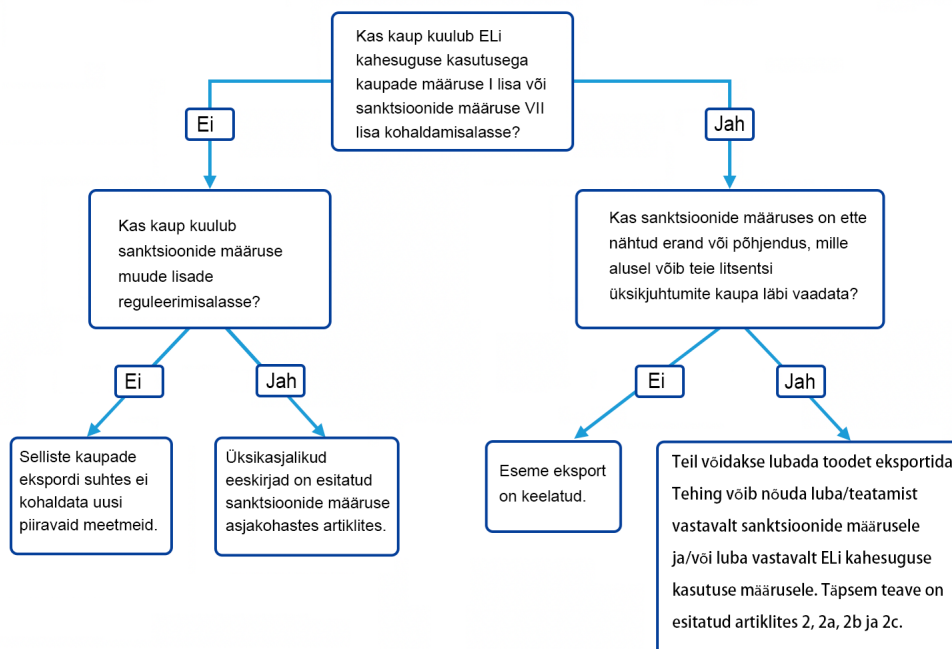 Kas kaup kuulub ELi
kahesuguse kasutusega
kaupade määruse I lisa või
sanktsioonide määruse VII
lisa kohaldamisalasse?
Ei
Jah
Kas kaup kuulub
sanktsioonide määruse
muude lisade
reguleerimisalasse?
Kas sanktsioonide määruses on ette
nähtud erand või põhjendus, mille
alusel võib teie litsentsi
üksikjuhtumite kaupa läbi vaadata?
Ei
Jah
Ei
Jah
Selliste kaupade
ekspordi suhtes ei
kohaldata uusi
piiravaid meetmeid.
Üksikasjalikud
eeskirjad on esitatud
sanktsioonide määruse
asjakohastes artiklites.
Eseme eksport
on keelatud.
Teil võidakse lubada toodet eksportida
Tehing võib nõuda luba/teatamist
vastavalt sanktsioonide määrusele
ja/või luba vastavalt ELi kahesuguse
kasutuse määrusele. Täpsem teave on
esitatud artiklites 2, 2a, 2b ja 2c.